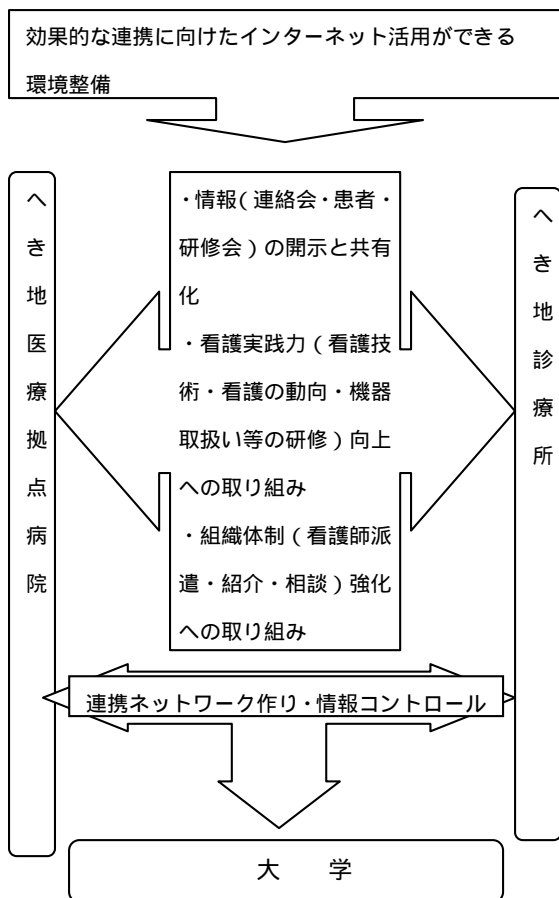 効果的な連携に向けたインターネット活用ができる
環境整備
へき地医療拠点病院
・情報(連絡会・患者・
研修会)の開示と共有
化
・看護実践力(看護技
術・看護の動向・機器
取扱い等の研修)向上
への取り組み
・組織体制(看護師派
遣・紹介・相談)強化
への取り組み
へき地診療所
連携ネットワーク作り・情報コントロール
大　学